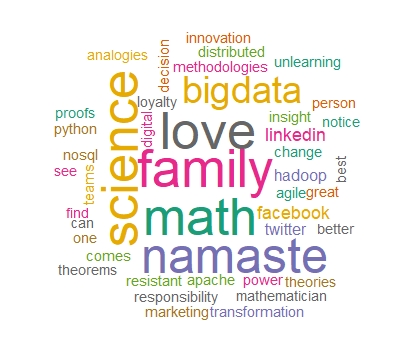 innovation
analogies
decision
distributed
unlearning
methodologies
science
bigdata
loyalty
person
proofs
digital
love
insight
notice
python
linkedin
nosql
family
change
best
see
teams
hadoop
agile
great
find
math
facebook
can
one
twitter
better
namaste
comes
theorems
resistant
apache
power
theories
responsibility
mathematician
marketing
transformation